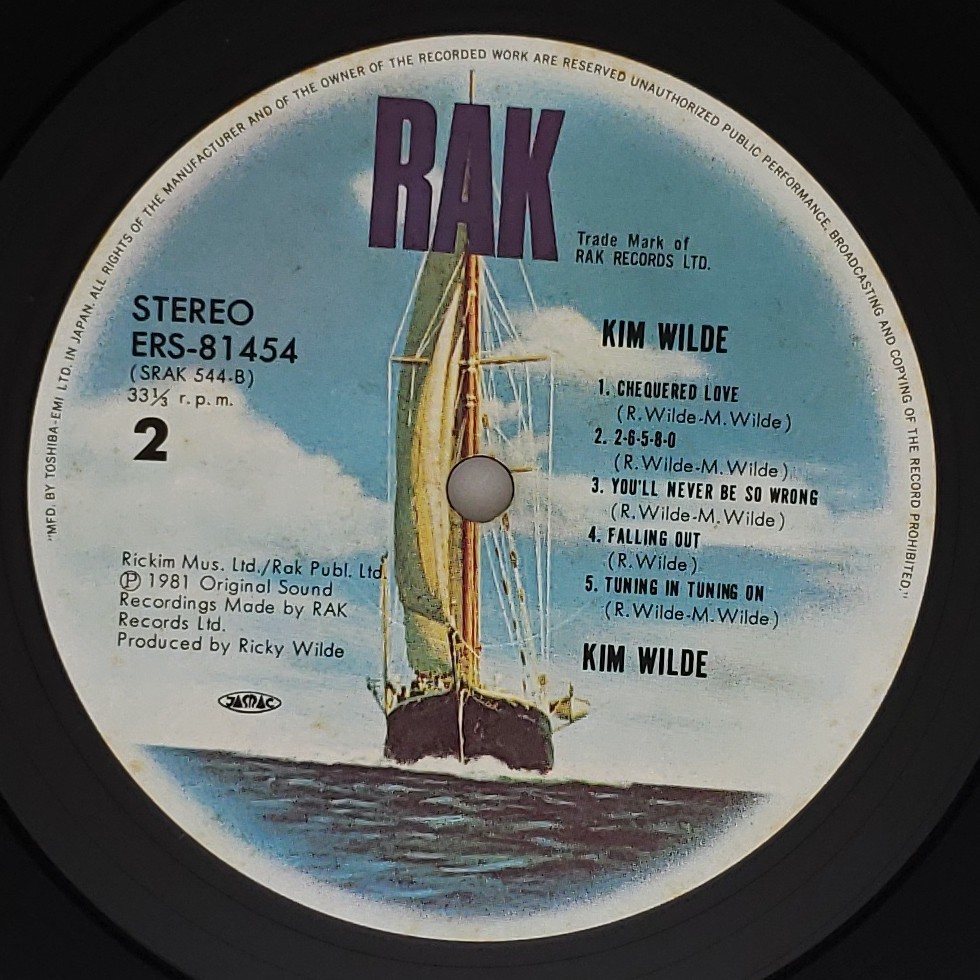 "MFD. BY TOSHIBA-EMI LTD. IN JAPAN. ALL RIGHTS OF THE MANUFACTURER AND OF THE OWNER OF THE RECORDED WORK ARE RESERVED UNAUTHORIZED PUBLIC PERFORMANCE, BROADCASTING AND COPYING OF THE RECORD PROHIBITED."
RAK
Trade Mark of
RAK RECORDS LTD.
STEREO
ERS-81454
(SRAK 544-B)
33⅓ r.p.m.
2
KIM WILDE
1. CHEQUERED LOVE
(R.Wilde-M.Wilde)
2. 2-6-5-8-0
(R.Wilde-M.Wilde)
3. YOU'LL NEVER BE SO WRONG
(R.Wilde-M.Wilde)
4. FALLING OUT
(R.Wilde)
5. TUNING IN TUNING ON
(R.Wilde-M.Wilde)
KIM WILDE
Rickim Mus. Ltd./Rak Publ. Ltd.
Ⓟ 1981 Original Sound
Recordings Made by RAK
Records Ltd.
Produced by Ricky Wilde
JASRAC